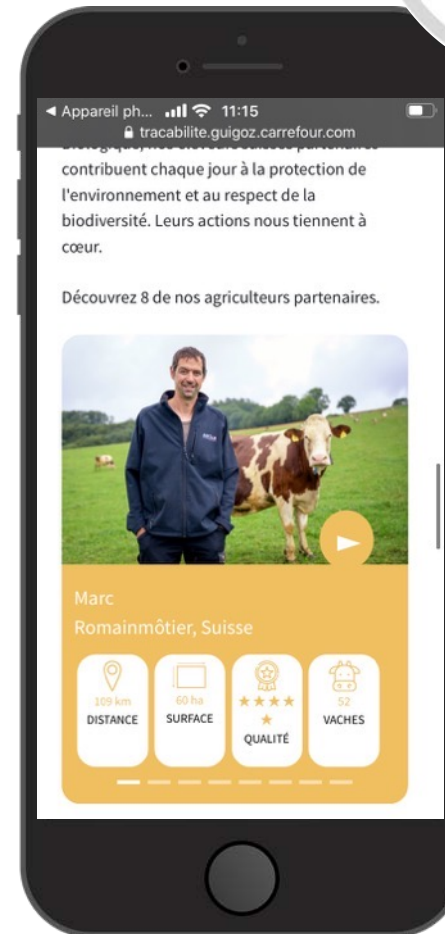 ◄ Appareil ph... 11:15
tracabilite.guigoz.carrefour.com
contribuent chaque jour à la protection de
l'environnement et au respect de la
biodiversité. Leurs actions nous tiennent à
cœur.
Découvrez 8 de nos agriculteurs partenaires.
Marc
Romainmôtier, Suisse
109 km
DISTANCE
60 ha
SURFACE
★★★★
★
QUALITÉ
52
VACHES